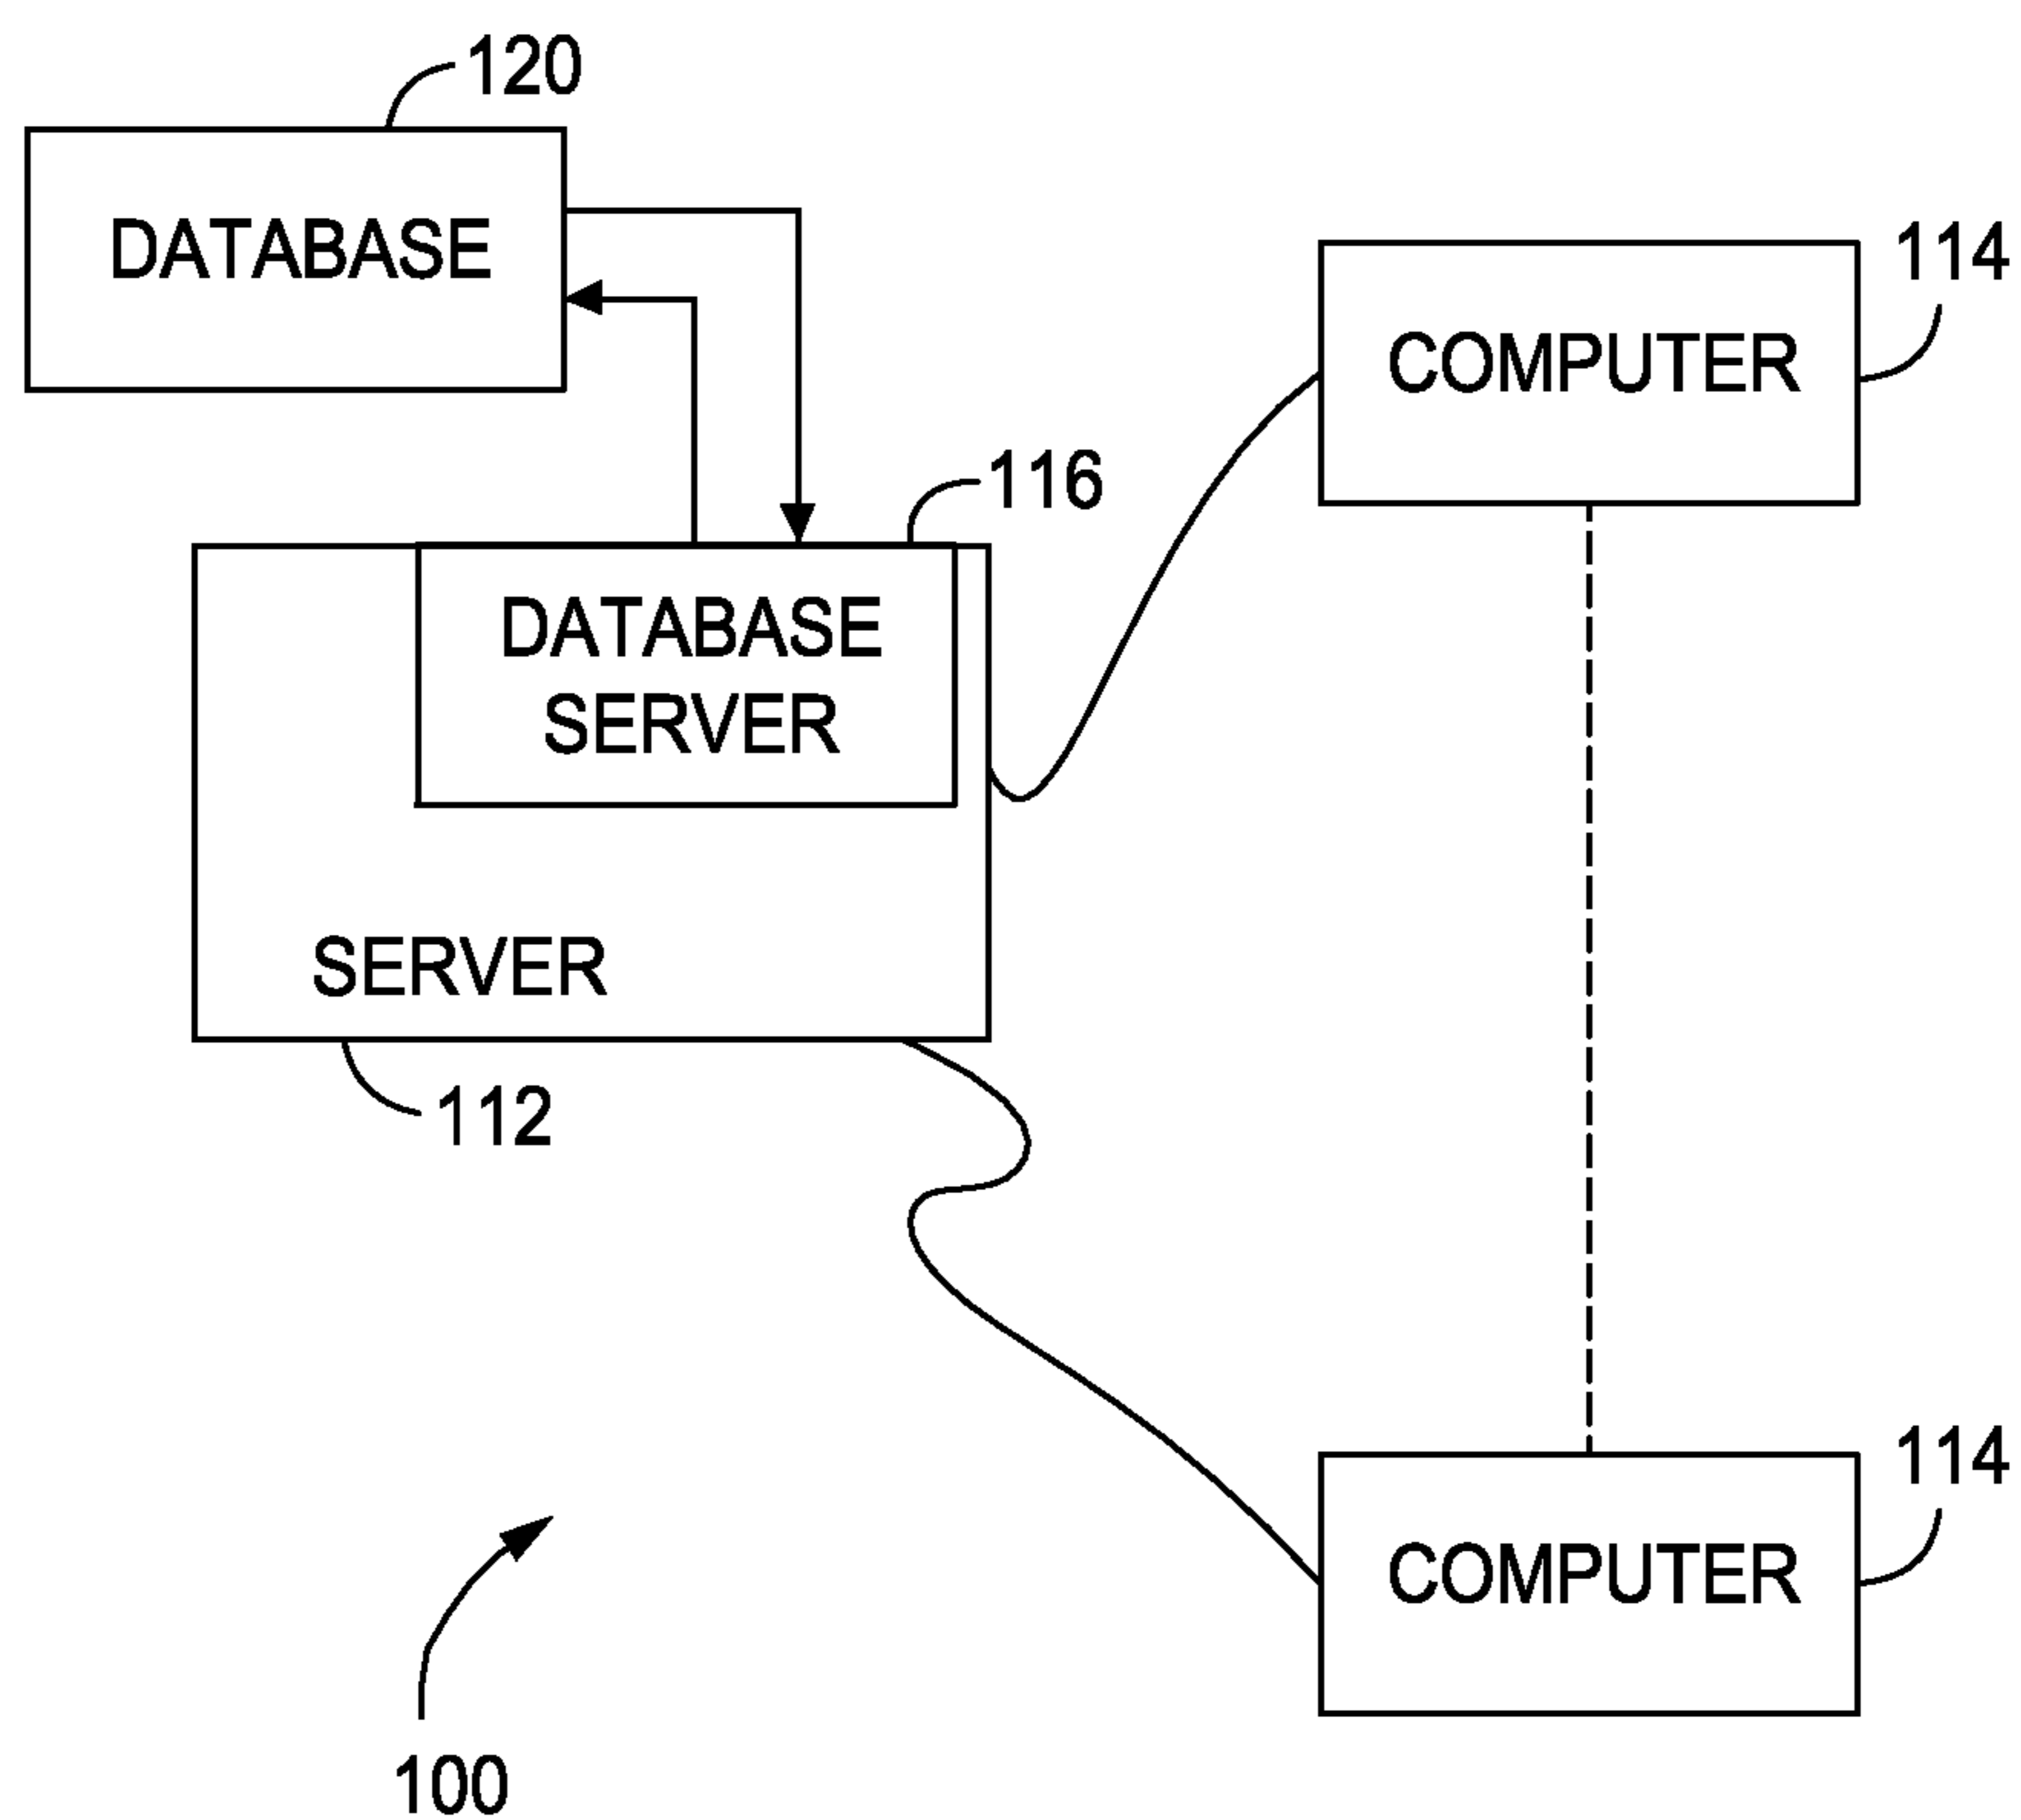 120
DATABASE
114
COMPUTER
116
DATABASE
SERVER
SERVER
112
114
COMPUTER
100